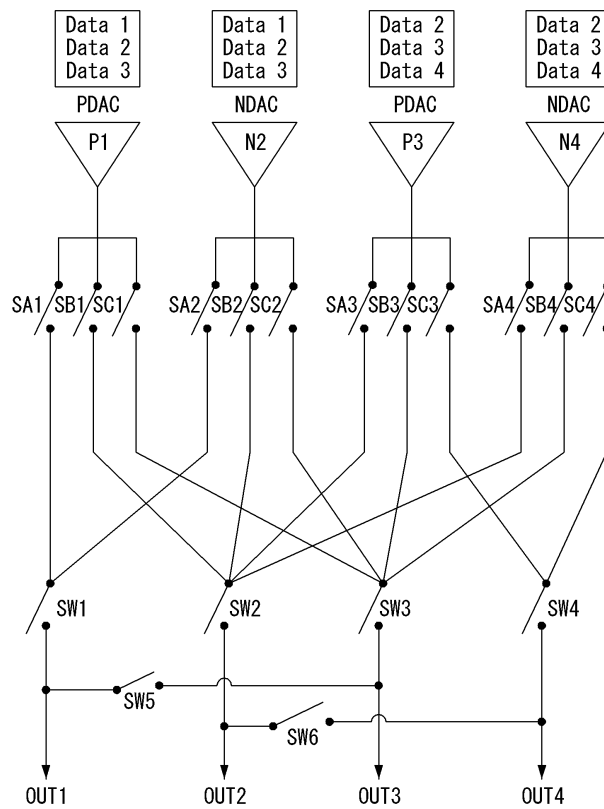 Data 1
Data 2
Data 3
Data 1
Data 2
Data 3
Data 2
Data 3
Data 4
Data 2
Data 3
Data 4
PDAC
NDAC
PDAC
NDAC
P1
N2
P3
N4
SA1 SB1 SC1
SA2 SB2 SC2
SA3 SB3 SC3
SA4 SB4 SC4
SW1
SW2
SW3
SW4
SW5
SW6
OUT1
OUT2
OUT3
OUT4